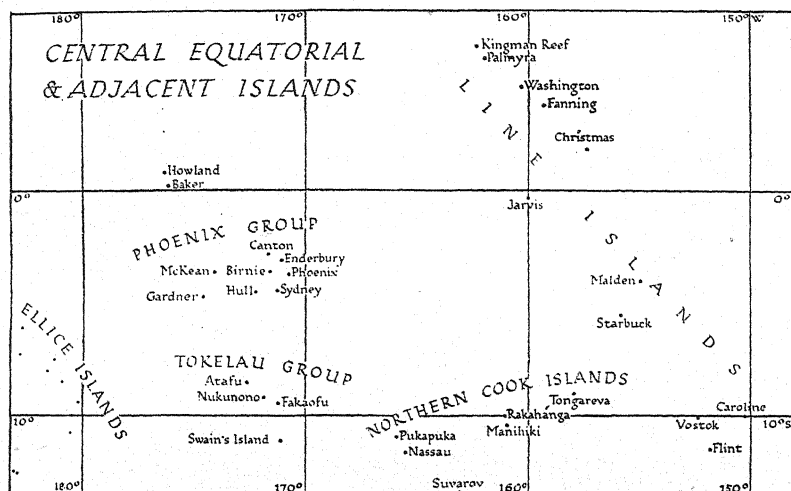 180° 170° 160° 150°W
CENTRAL EQUATORIAL
& ADJACENT ISLANDS
Kingman Reef
Palmyra
Washington
Fanning
Christmas
LINE ISLANDS
Howland
Baker
0° 0°
Jarvis
PHOENIX GROUP
Canton
Enderbury
McKean Birnie Phoenix
Gardner Hull Sydney
Malden
Starbuck
ELLICE ISLANDS
TOKELAU GROUP
Atafu
Nukunono Fakaofu
NORTHERN COOK ISLANDS
Tongareva
Rakahanga
Manihiki
Caroline
Vostok
10° 10°S
Swain's Island
Pukapuka
Nassau
Flint
Suvarov
180° 170° 160° 150°